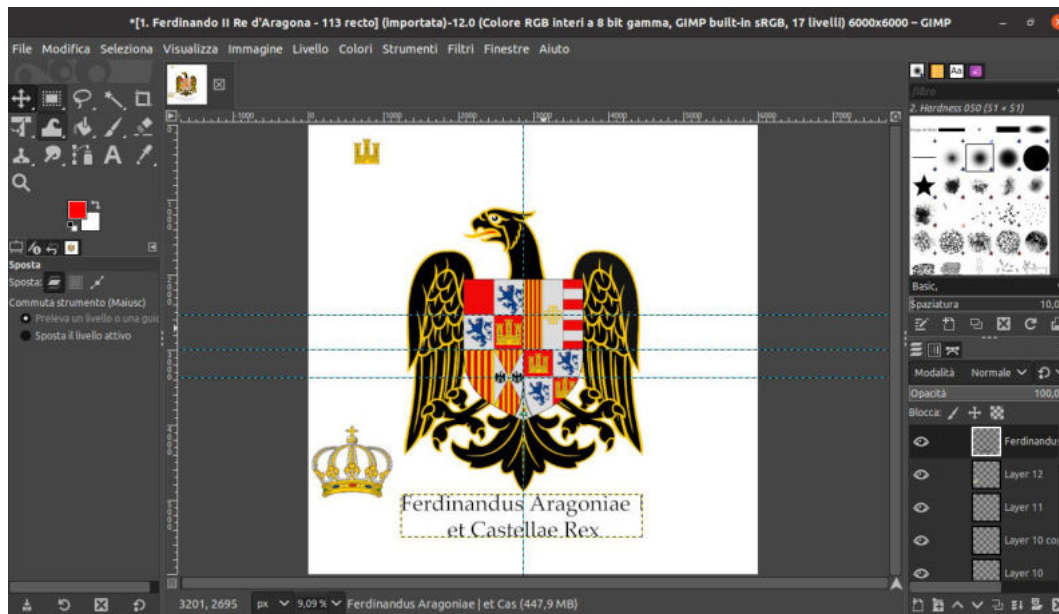 *[1. Ferdinando II Re d'Aragona - 113 recto] (importata)-12.0 (Colore RGB interi a 8 bit gamma, GIMP built-in sRGB, 17 livelli) 6000x6000 – GIMP
File Modifica Seleziona Visualizza Immagine Livello Colori Strumenti Filtri Finestre Aiuto
filtro
2. Hardness 050 (51 × 51)
Sposta
Sposta:
Commuta strumento (Maiusc)
Preleva un livello o una guid
Sposta il livello attivo
Basic,
Spaziatura 10,0
Modalità Normale
Opacità 100,0
Blocca:
Ferdinandus
Layer 12
Layer 11
Layer 10 co
Layer 10
Ferdinandus Aragoniae
et Castellae Rex
3201, 2695 px 9,09 % Ferdinandus Aragoniae | et Cas (447,9 MB)